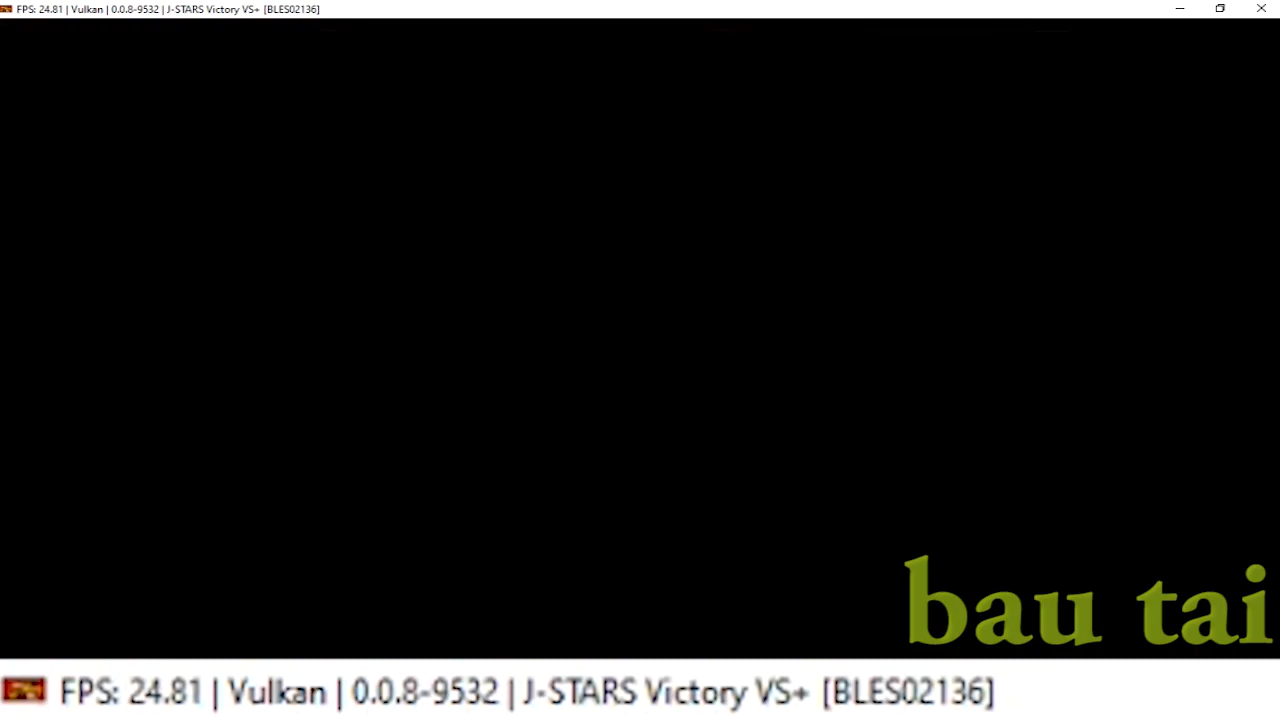 FPS: 24.81 | Vulkan | 0.0.8-9532 | J-STARS Victory VS+ [BLES02136]
bau tai
FPS: 24.81 | Vulkan | 0.0.8-9532 | J-STARS Victory VS+ [BLES02136]